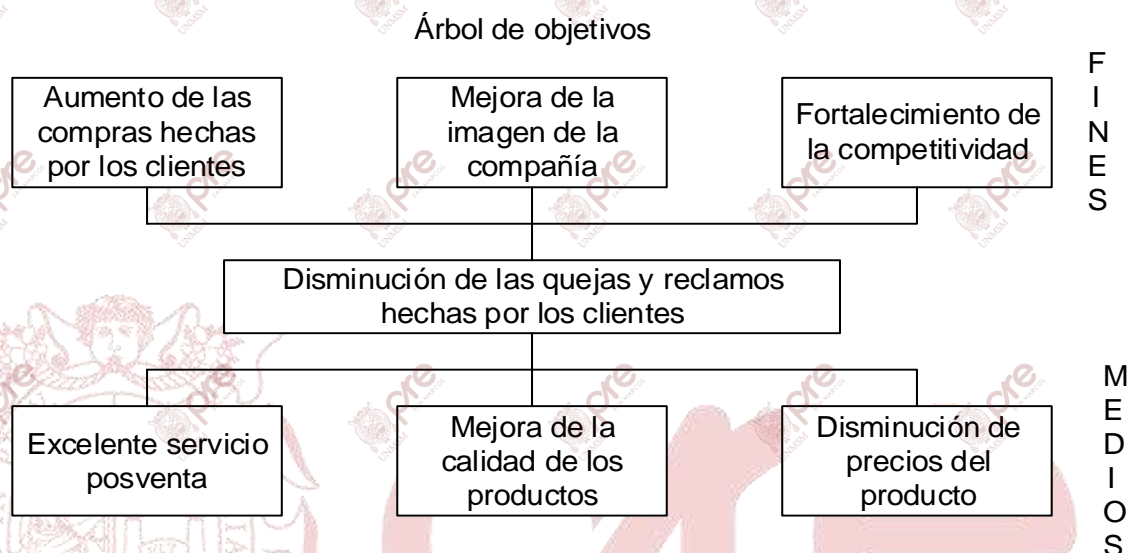 Árbol de objetivos
Aumento de las
compras hechas
por los clientes
Mejora de la
imagen de la
compañía
Fortalecimiento de
la competitividad
F
I
N
E
S
Disminución de las quejas y reclamos
hechas por los clientes
Excelente servicio
posventa
Mejora de la
calidad de los
productos
Disminución de
precios del
producto
M
E
D
I
O
S